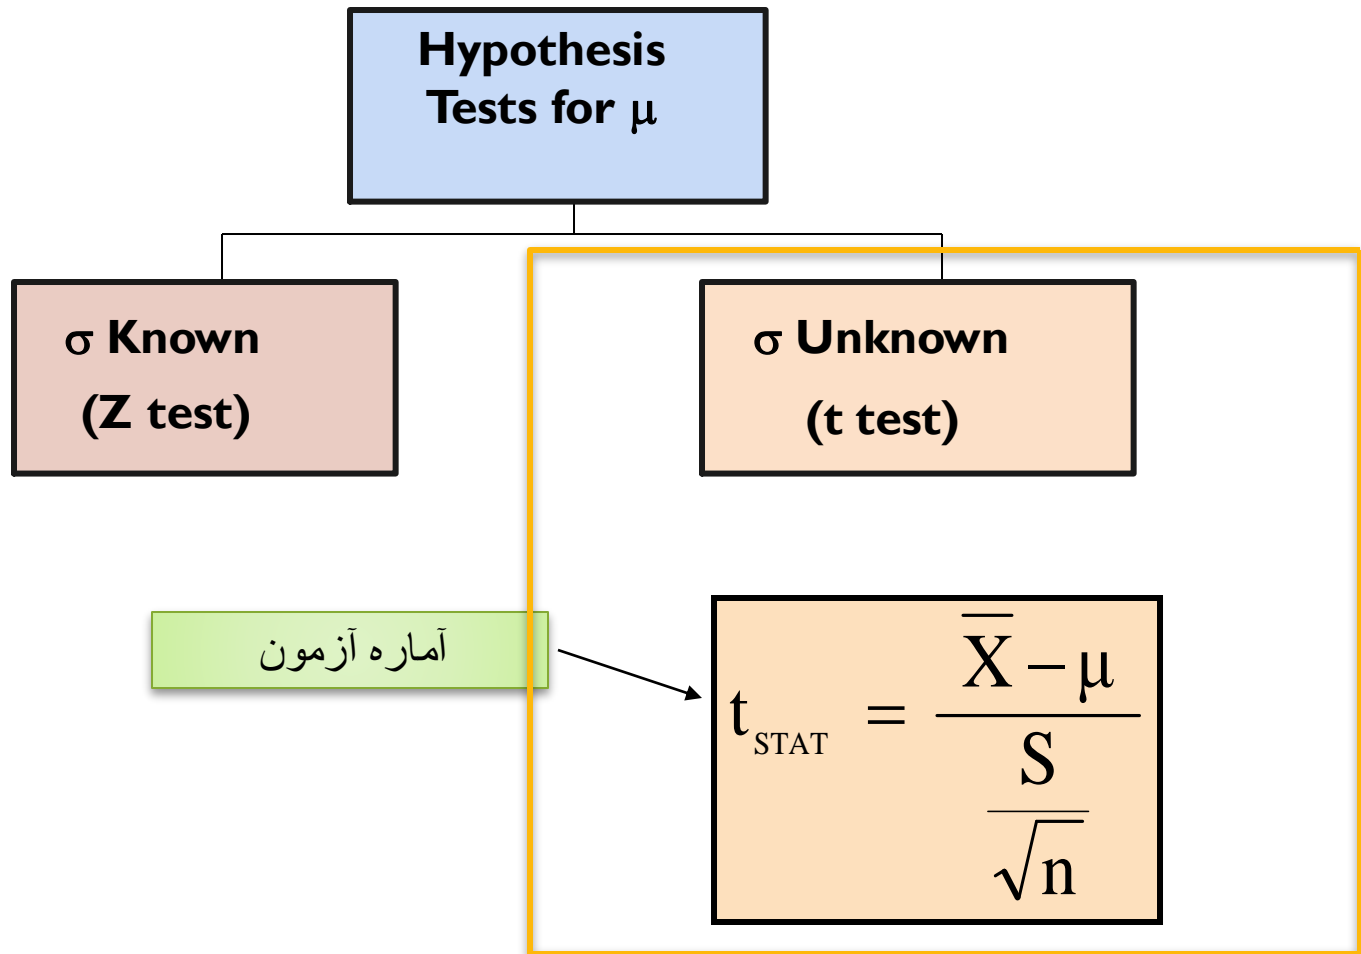 Hypothesis
Tests for μ
σ Known
(Z test)
σ Unknown
(t test)
آماره آزمون
t_STAT = (X̄ − μ) / (S / √n)